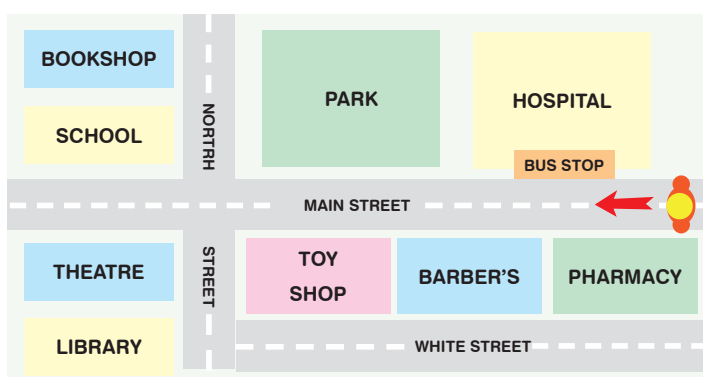 BOOKSHOP
SCHOOL
NORTRH
PARK
HOSPITAL
BUS STOP
MAIN STREET
THEATRE
LIBRARY
STREET
TOY
SHOP
BARBER'S
PHARMACY
WHITE STREET